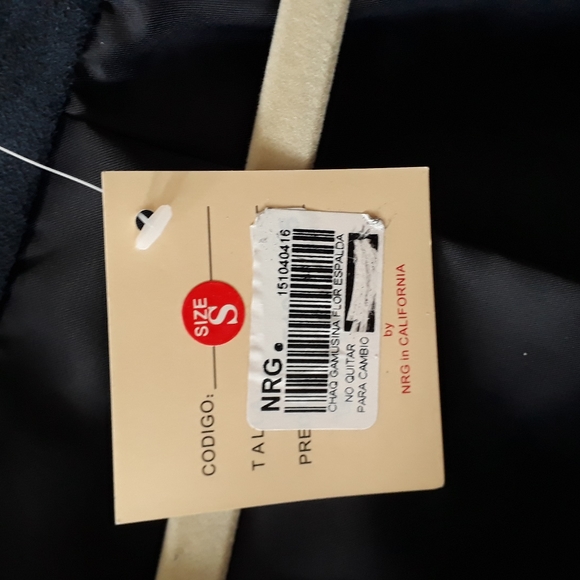 SIZE
S
CODIGO:
TAL
PRE
NRG.
151040416
CHAQ GAMUSINA FLOR ESPALDA
NO QUITAR
PARA CAMBIO
by
NRG in CALIFORNIA